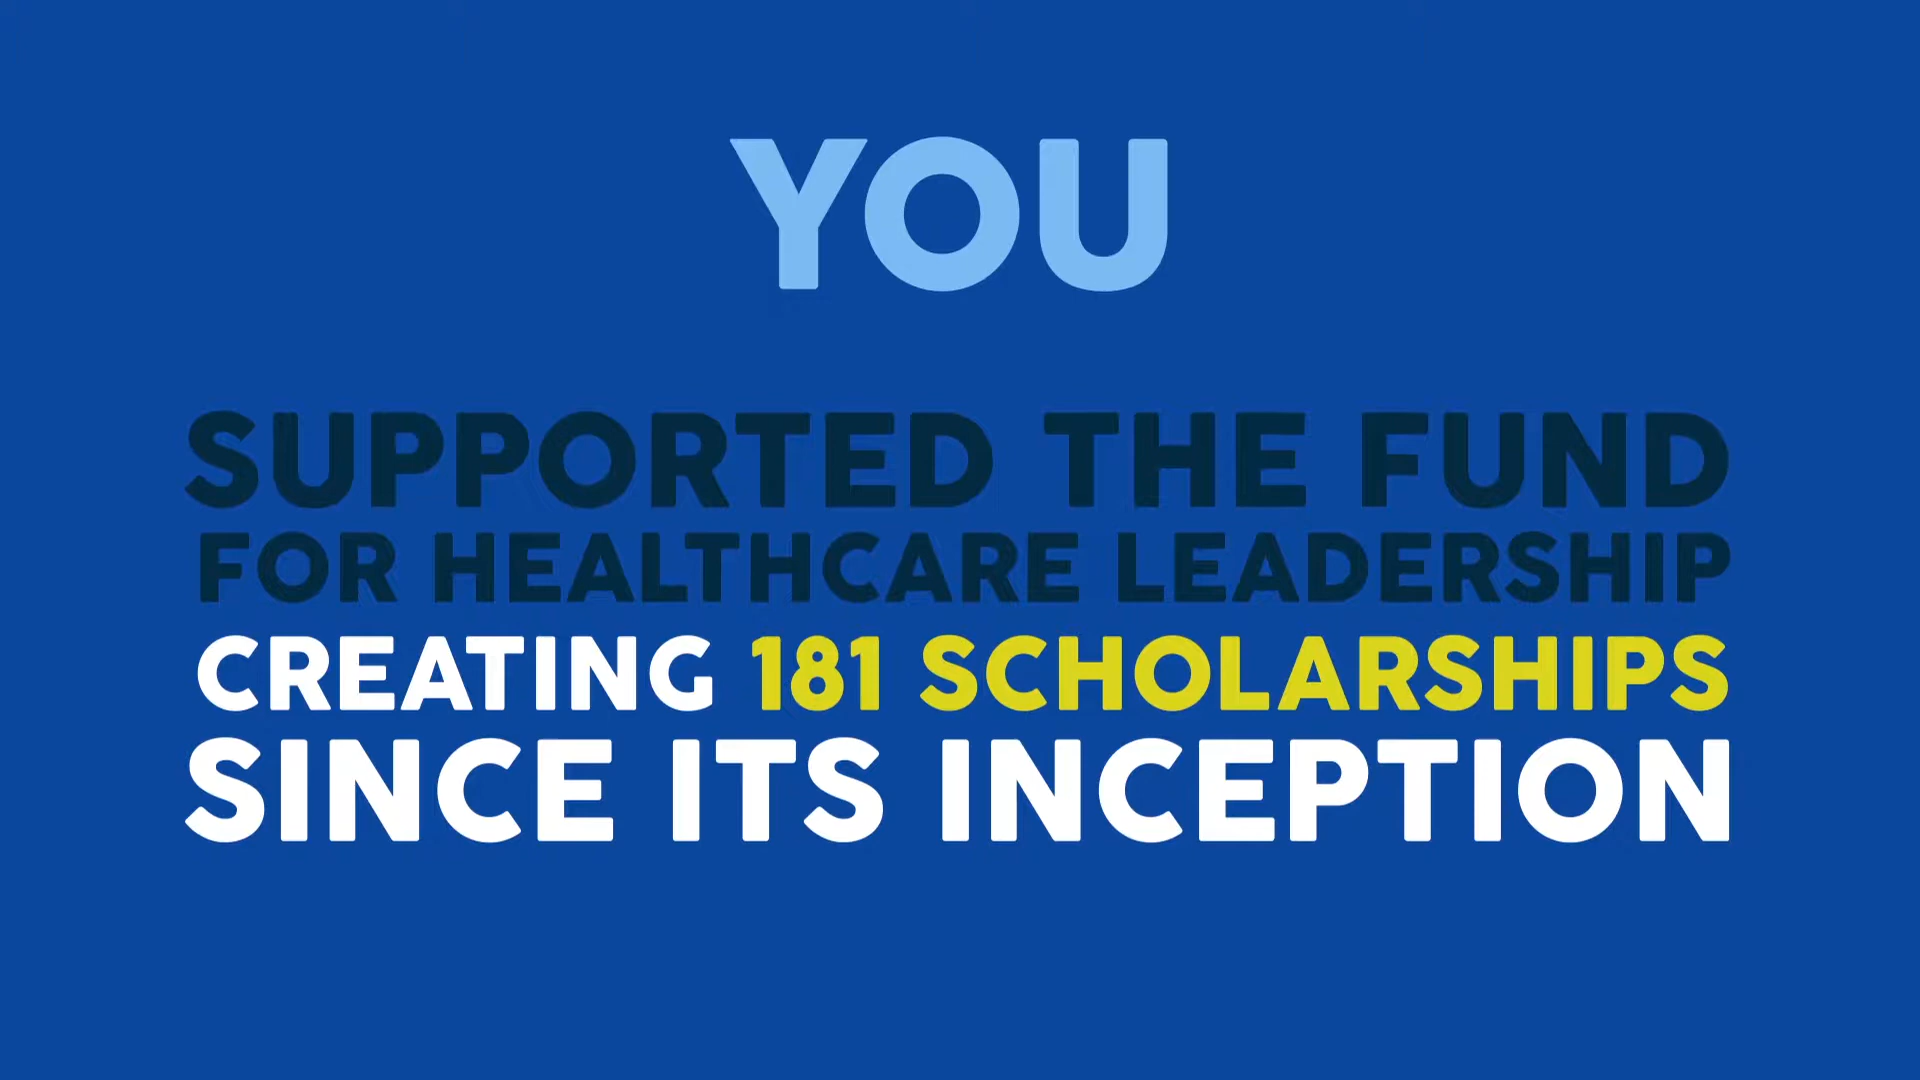 YOU
SUPPORTED THE FUND
FOR HEALTHCARE LEADERSHIP
CREATING 181 SCHOLARSHIPS
SINCE ITS INCEPTION